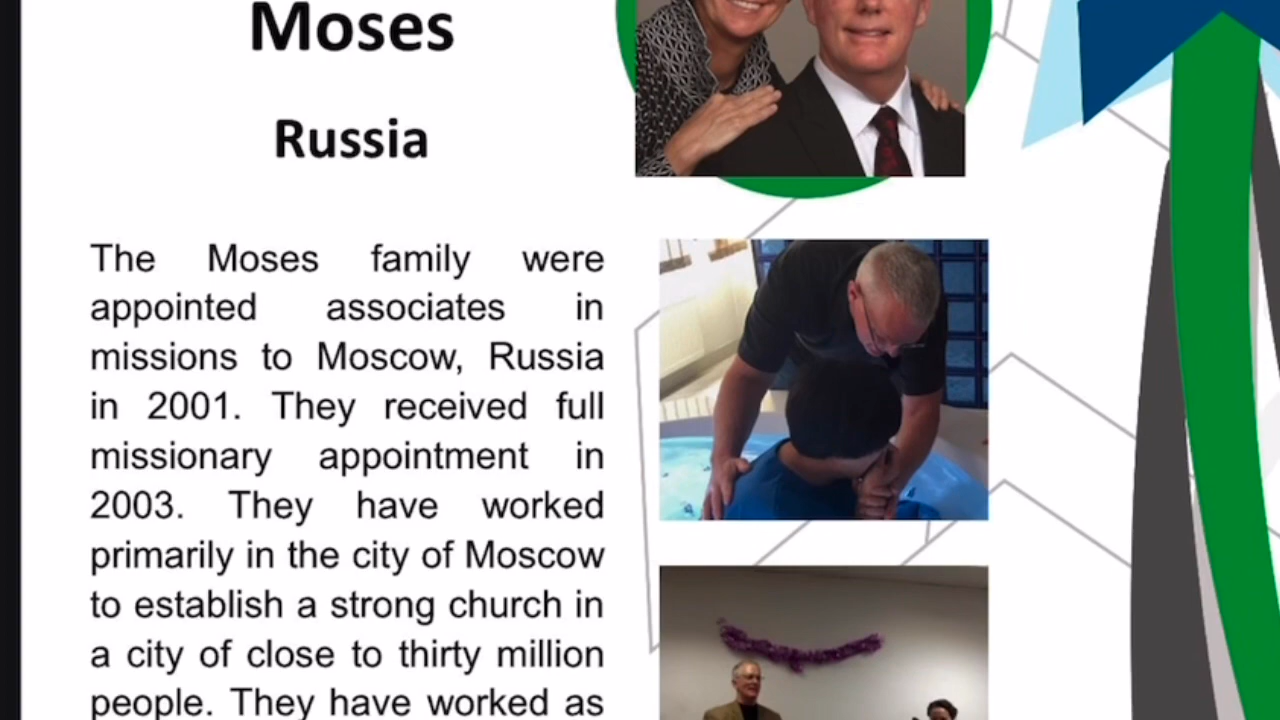 Moses
Russia
The Moses family were
appointed associates in
missions to Moscow, Russia
in 2001. They received full
missionary appointment in
2003. They have worked
primarily in the city of Moscow
to establish a strong church in
a city of close to thirty million
people. They have worked as